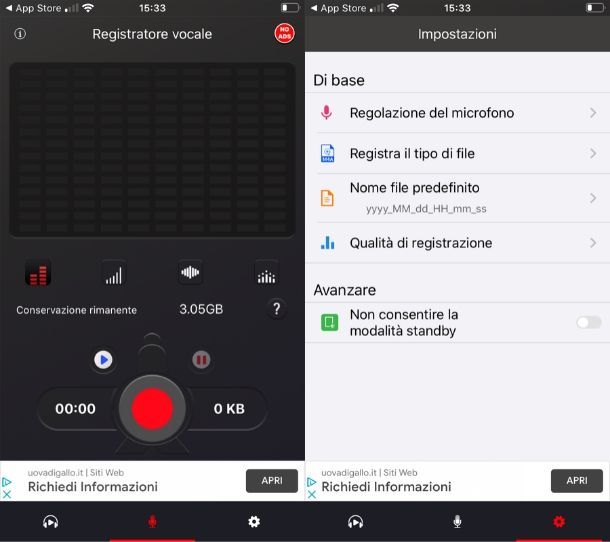 App Store 15:33
Registratore vocale
NO
ADS
Conservazione rimanente 3.05GB ?
00:00 0 KB
uovadigallo.it | Siti Web
Richiedi Informazioni
APRI
App Store 15:33
Impostazioni
Di base
Regolazione del microfono
Registra il tipo di file
Nome file predefinito
yyyy_MM_dd_HH_mm_ss
Qualità di registrazione
Avanzare
Non consentire la
modalità standby
uovadigallo.it | Siti Web
Richiedi Informazioni
APRI